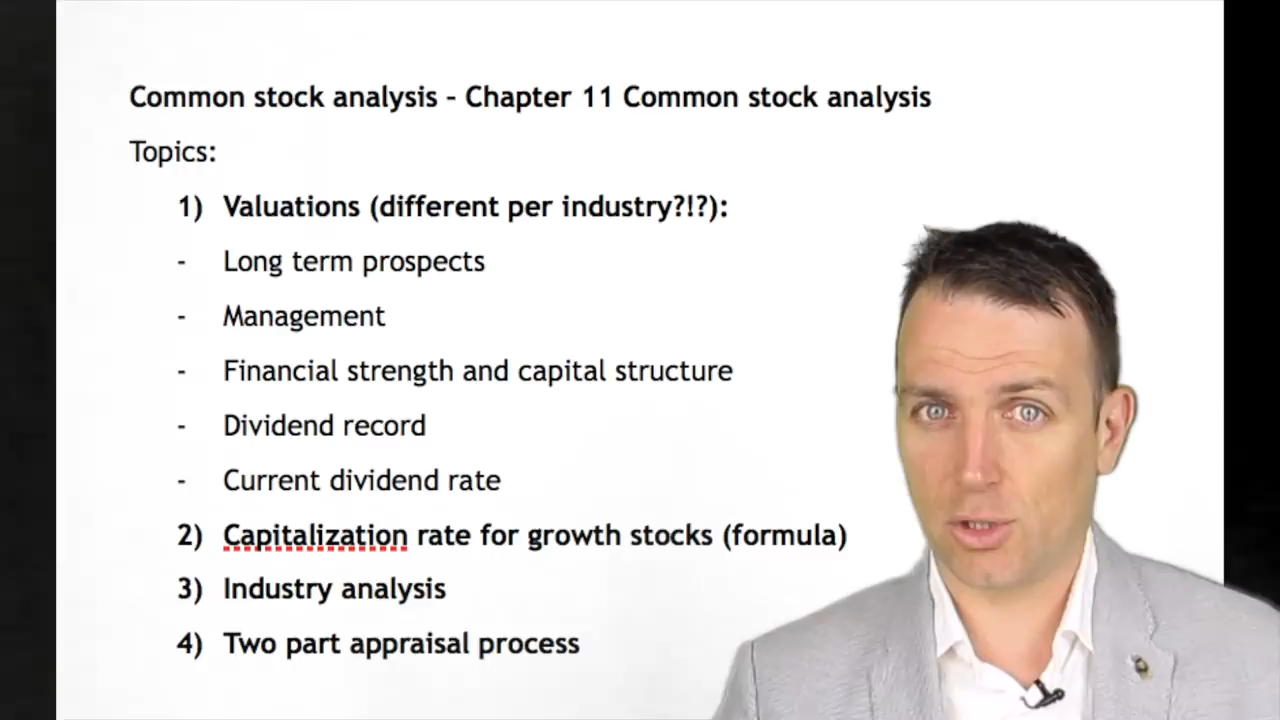 Common stock analysis – Chapter 11 Common stock analysis
Topics:
1) Valuations (different per industry?!?):
- Long term prospects
- Management
- Financial strength and capital structure
- Dividend record
- Current dividend rate
2) Capitalization rate for growth stocks (formula)
3) Industry analysis
4) Two part appraisal process